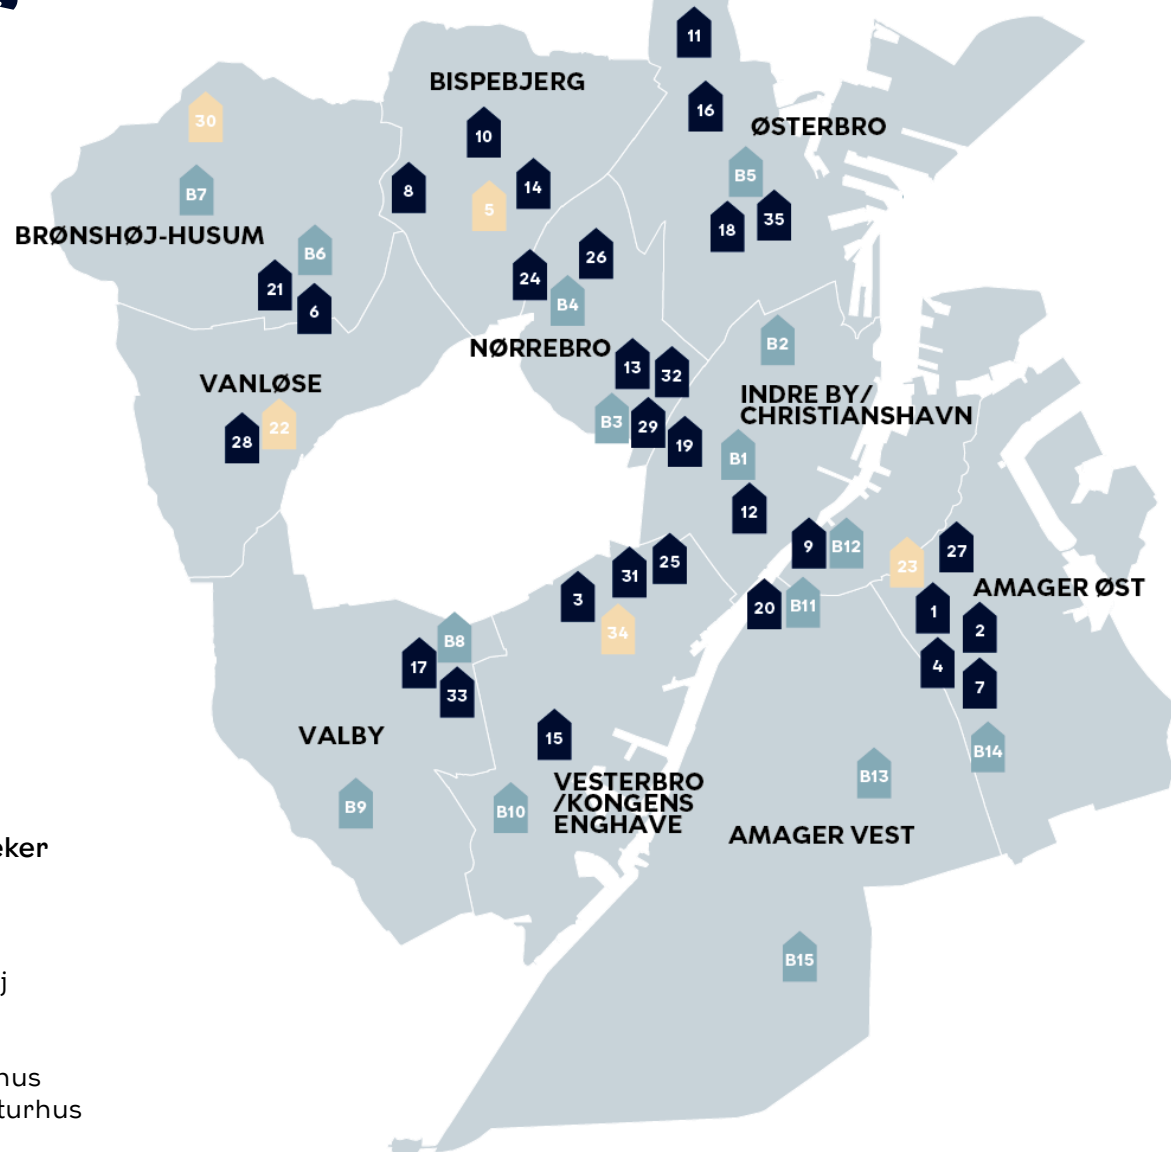 11
BISPEBJERG
16
30
10
ØSTERBRO
B5
14
8
B7
5
35
18
BRØNSHØJ-HUSUM
B6
26
24
21
B4
6
B2
NØRREBRO
13
32
VANLØSE
INDRE BY/
CHRISTIANSHAVN
B3
22
29
28
19
B1
12
9
B12
27
25
23
31
AMAGER ØST
3
20
B11
1
34
2
B8
17
4
7
33
VALBY
15
B14
B13
VESTERBRO
/KONGENS
ENGHAVE
B9
B10
AMAGER VEST
eker
B15
j
hus
turhus